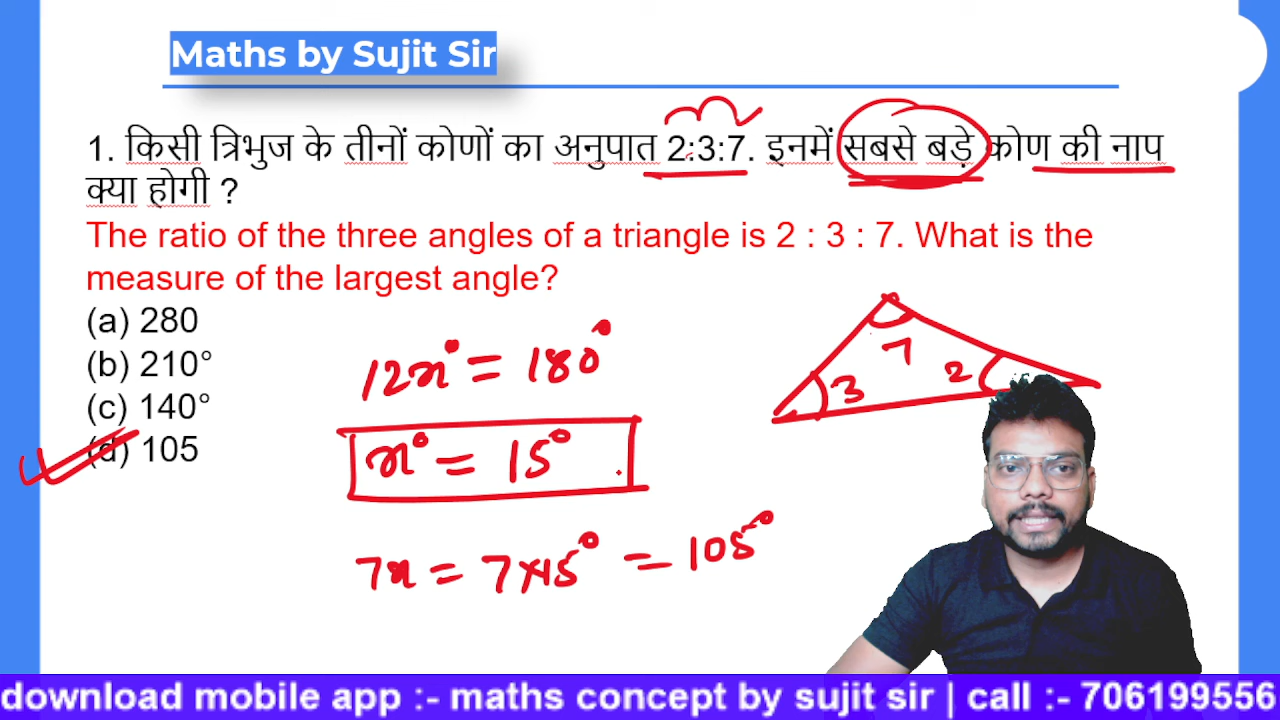 Maths by Sujit Sir
1. किसी त्रिभुज के तीनों कोणों का अनुपात 2:3:7. इनमें सबसे बड़े कोण की नाप
क्या होगी ?
The ratio of the three angles of a triangle is 2 : 3 : 7. What is the
measure of the largest angle?
(a) 280
(b) 210°
(c) 140°
(d) 105
12x° = 180°
x° = 15°
7x = 7×15° = 105°
7
3
2
download mobile app :- maths concept by sujit sir | call :- 706199556